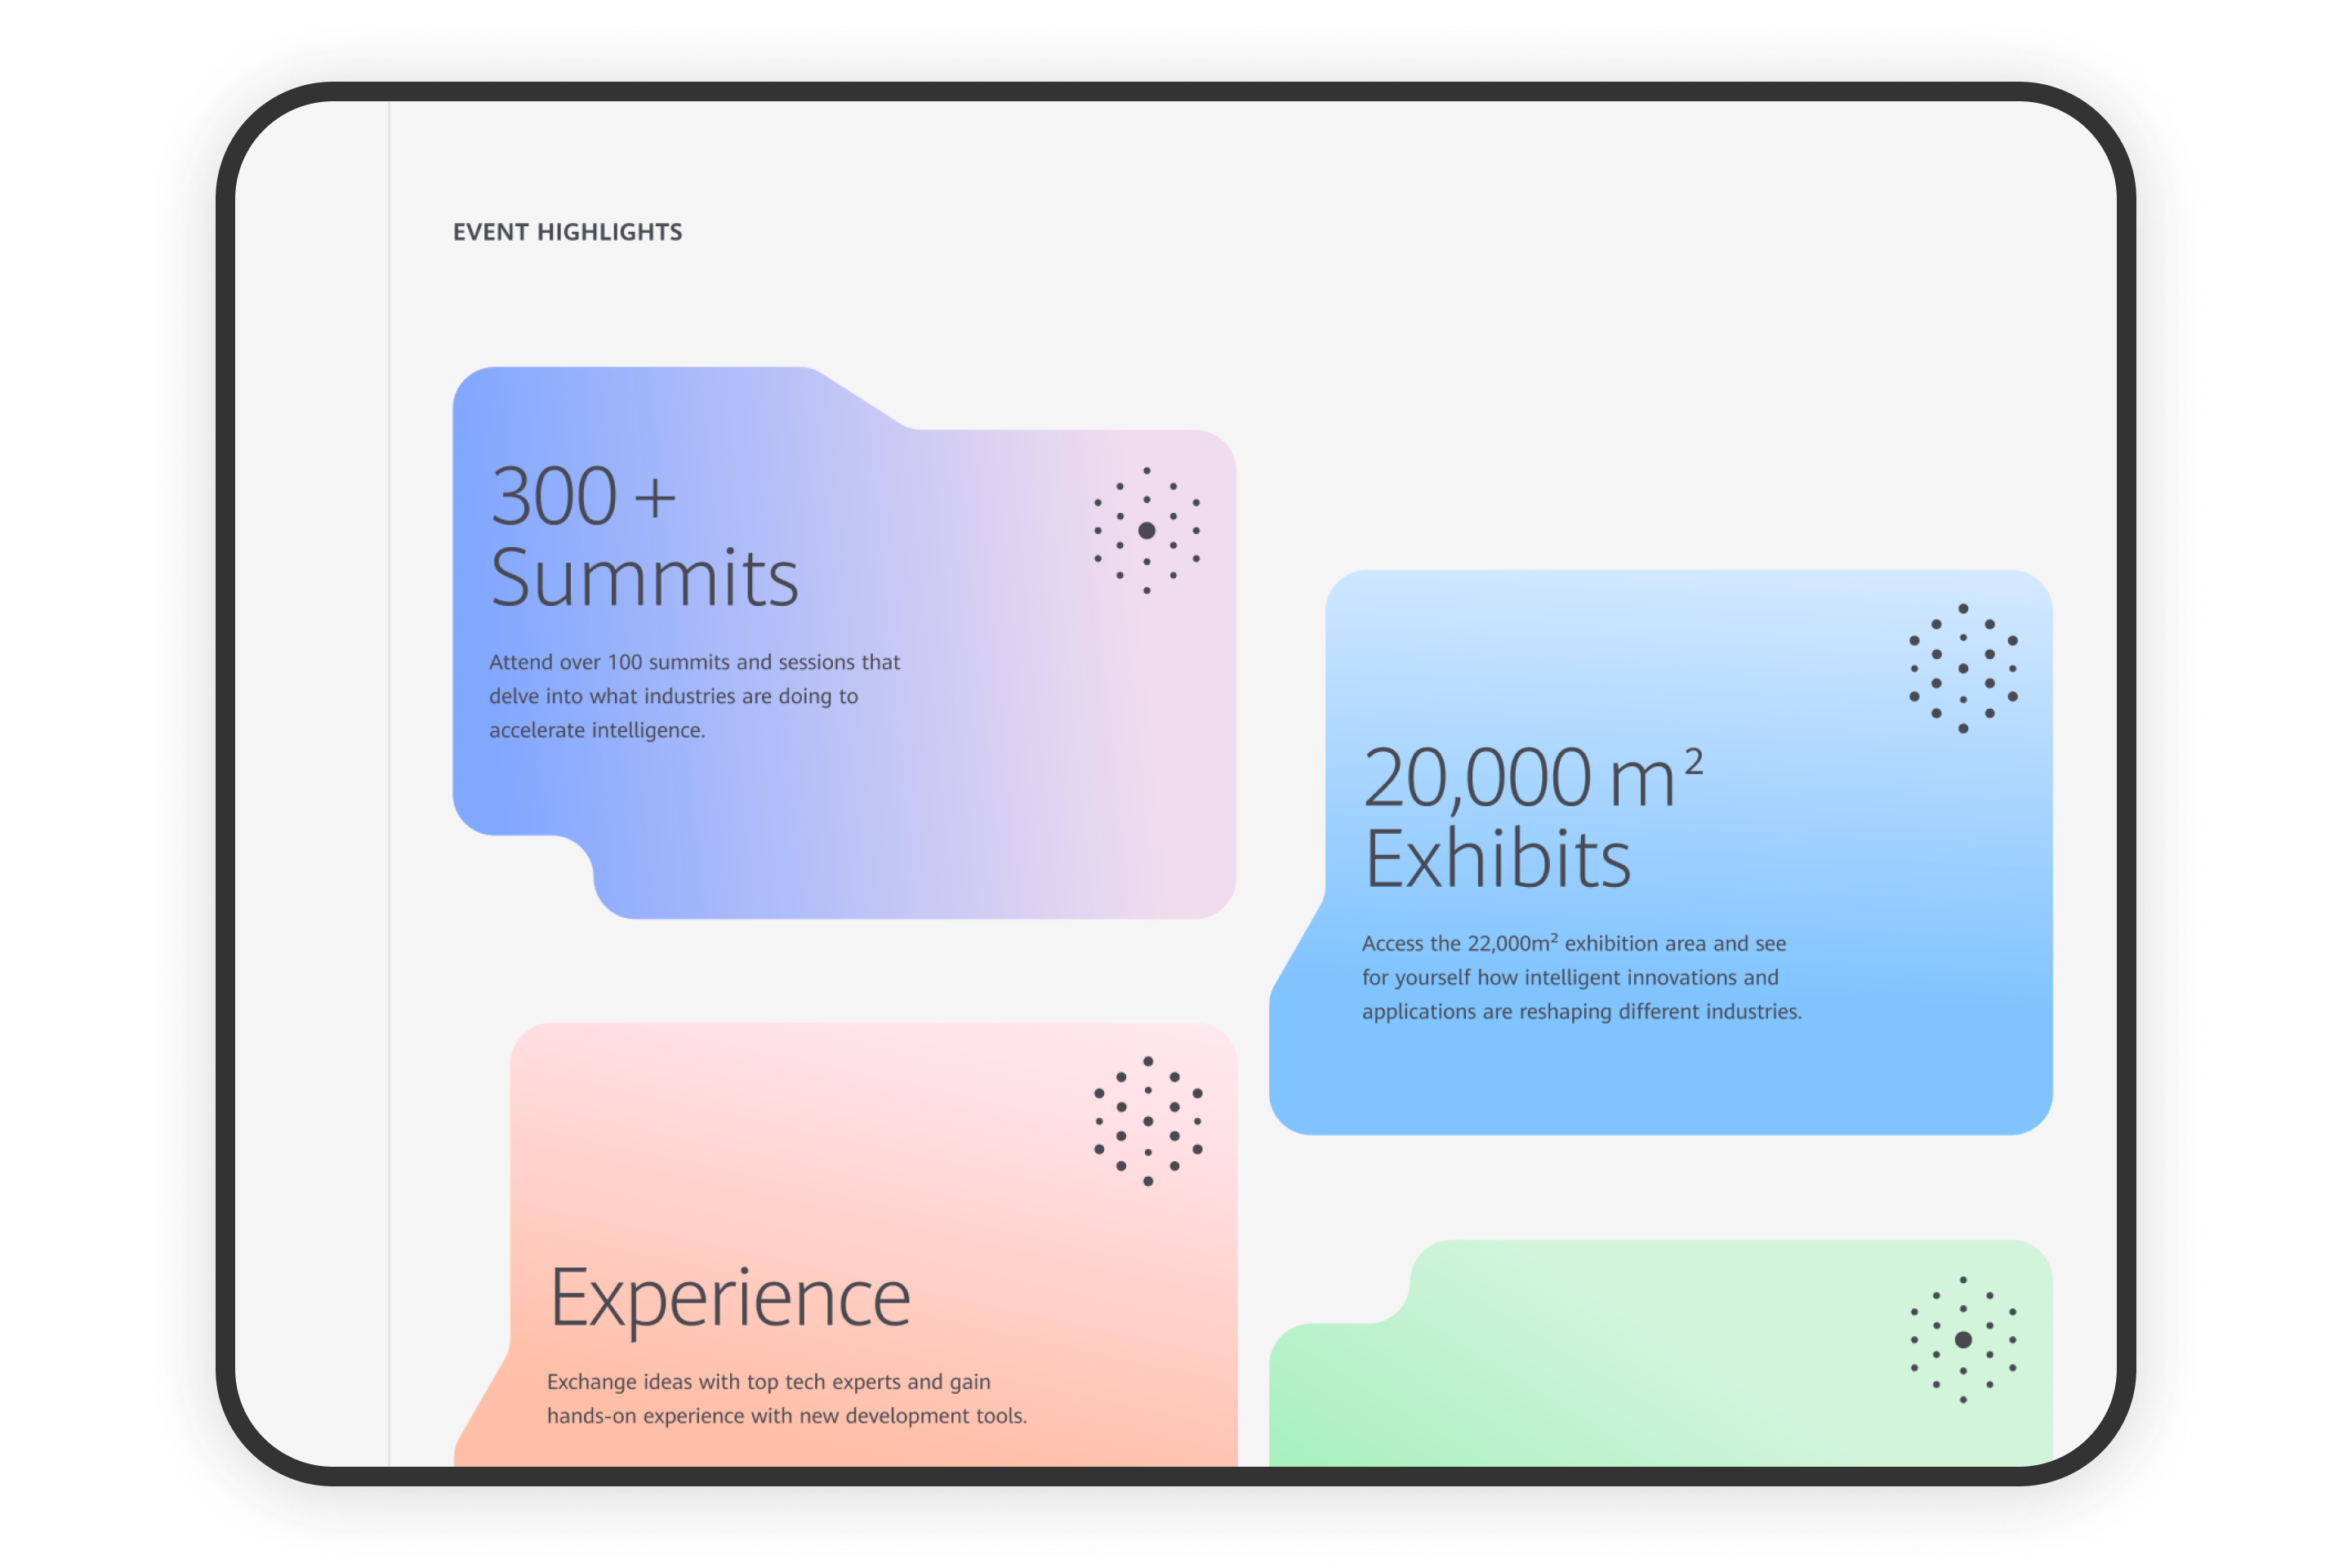 EVENT HIGHLIGHTS
300 +
Summits
Attend over 100 summits and sessions that
delve into what industries are doing to
accelerate intelligence.
20,000 m²
Exhibits
Access the 22,000m² exhibition area and see
for yourself how intelligent innovations and
applications are reshaping different industries.
Experience
Exchange ideas with top tech experts and gain
hands-on experience with new development tools.